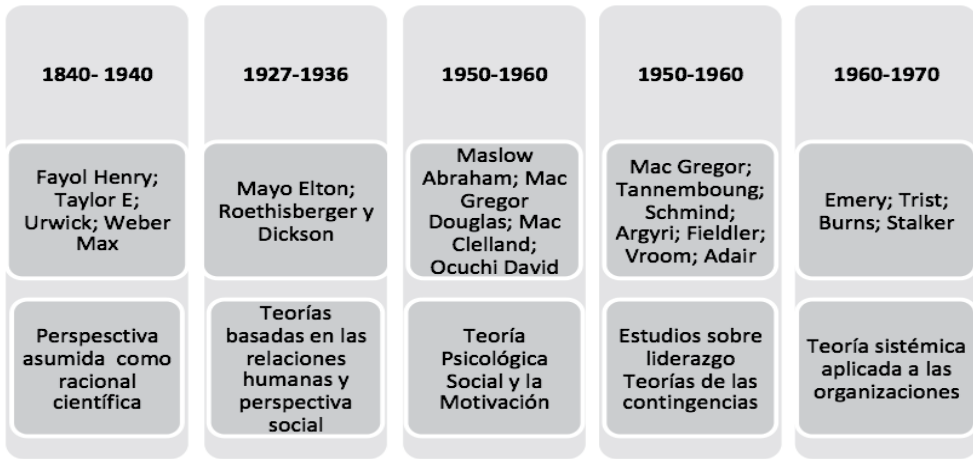 1840- 1940
Fayol Henry;
Taylor E;
Urwick; Weber
Max
Perspesctiva
asumida como
racional
científica
1927-1936
Mayo Elton;
Roethisberger y
Dickson
Teorías
basadas en las
relaciones
humanas y
perspectiva
social
1950-1960
Maslow
Abraham; Mac
Gregor
Douglas; Mac
Clelland;
Ocuchi David
Teoría
Psicológica
Social y la
Motivación
1950-1960
Mac Gregor;
Tannemboung;
Schmind;
Argyri; Fieldler;
Vroom; Adair
Estudios sobre
liderazgo
Teorías de las
contingencias
1960-1970
Emery; Trist;
Burns; Stalker
Teoría sistémica
aplicada a las
organizaciones